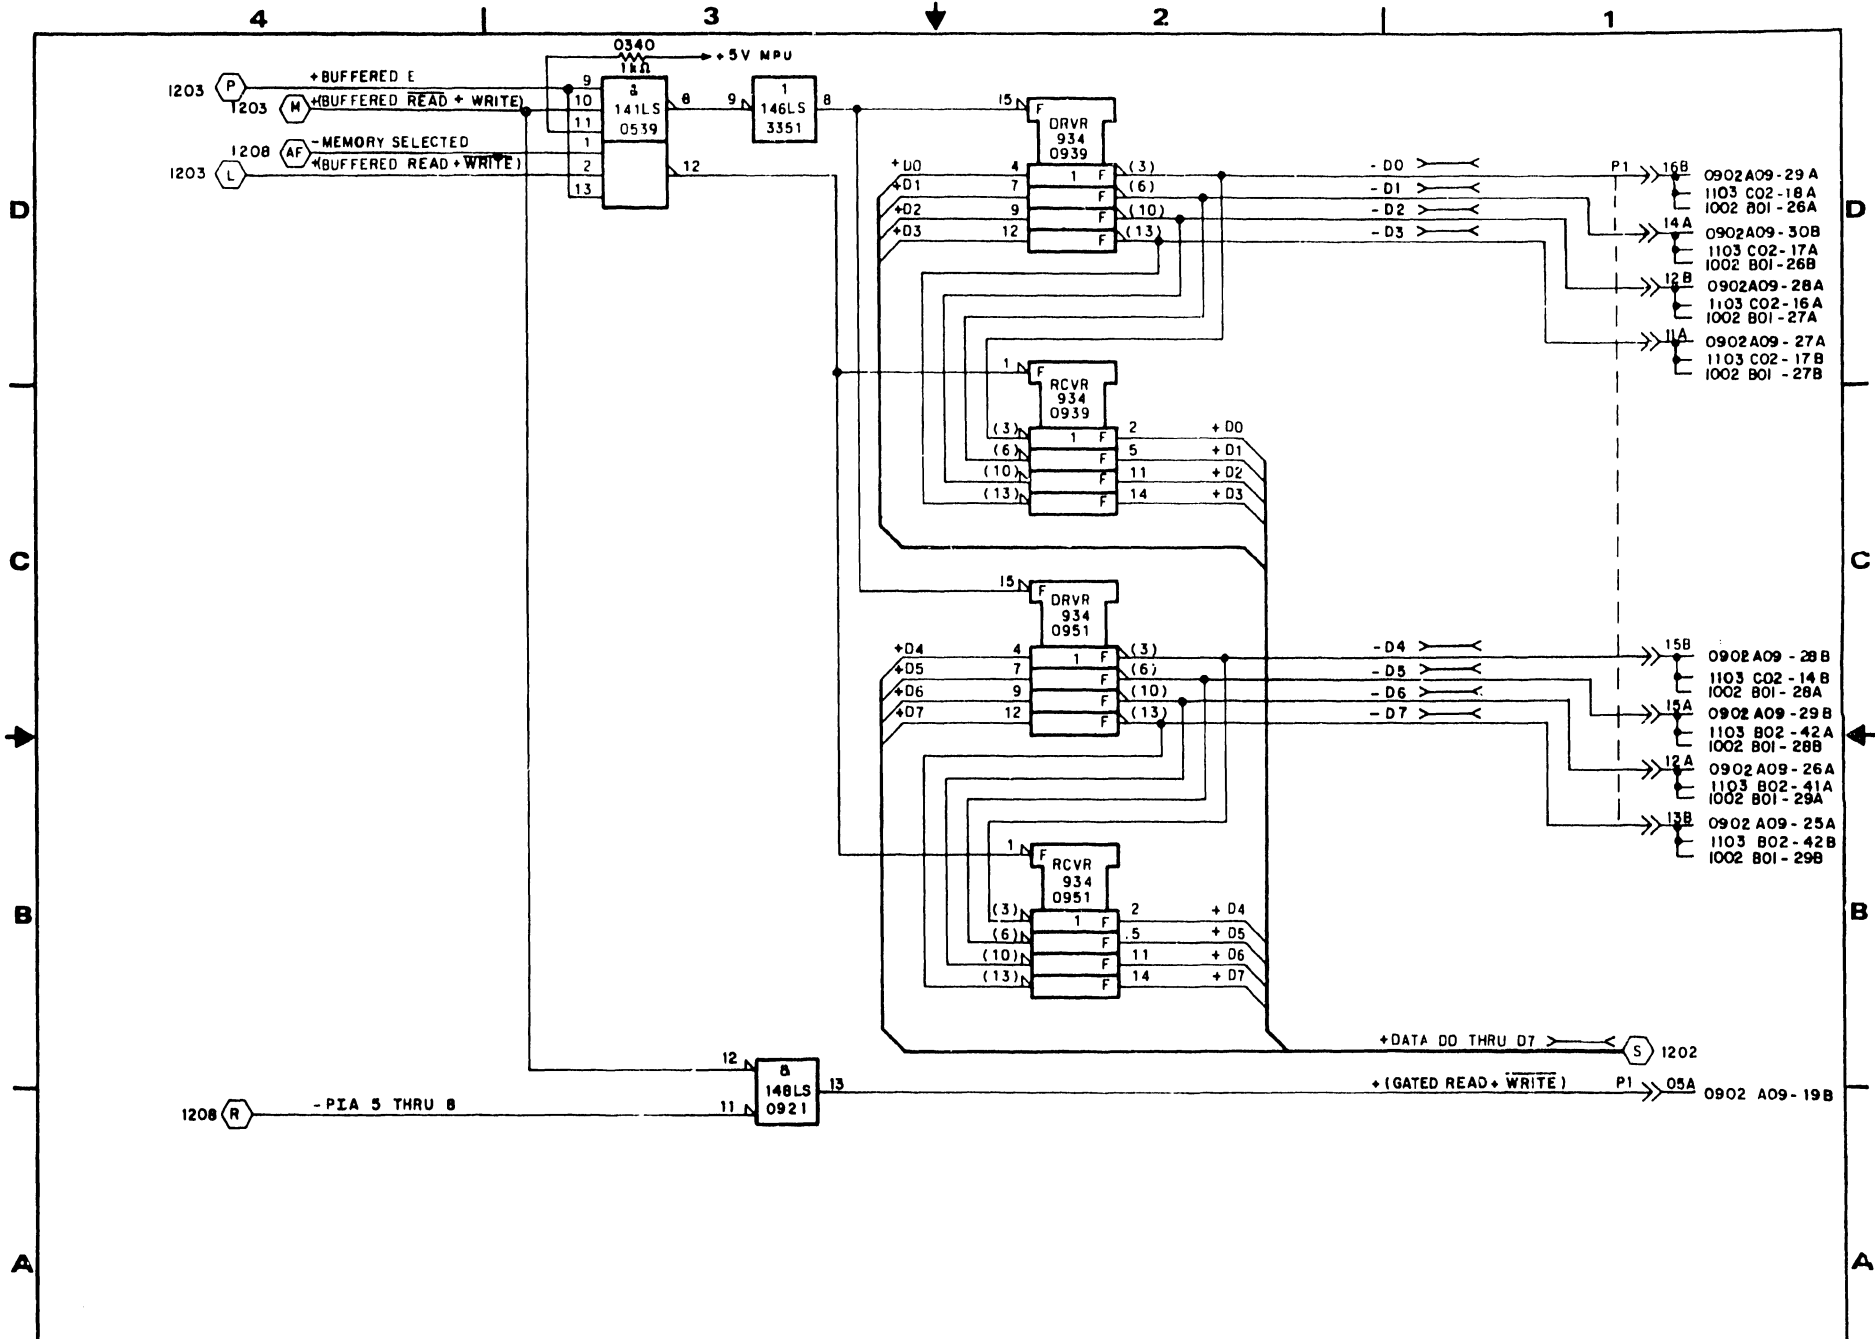 4 3 2 1
0340
1kΩ
+5V MPU
1203 P +BUFFERED E 9
1203 M +(BUFFERED READ + WRITE) 10
11
& 141LS 0539
8
9 1 146LS 3351 8
1208 AF -MEMORY SELECTED 1
1203 L +(BUFFERED READ + WRITE) 2
13
12
15 F DRVR 934 0939
+D0 4 1 F (3) -D0 P1 16B 0902A09-29A
1103 C02-18A
1002 B01-26A
+D1 7 F (6) -D1
+D2 9 F (10) -D2
+D3 12 F (13) -D3
D D
14A 0902A09-30B
1103 C02-17A
1002 B01-26B
12B 0902A09-28A
1103 C02-16A
1002 B01-27A
11A 0902A09-27A
1103 C02-17B
1002 B01-27B
1 F RCVR 934 0939
(3) 1 F 2 +D0
(6) F 5 +D1
(10) F 11 +D2
(13) F 14 +D3
C C
15 F DRVR 934 0951
+D4 4 1 F (3) -D4 15B 0902A09-28B
+D5 7 F (6) -D5
+D6 9 F (10) -D6
+D7 12 F (13) -D7
1103 C02-14B
1002 B01-28A
15A 0902A09-29B
1103 B02-42A
1002 B01-28B
12A 0902A09-26A
1103 B02-41A
1002 B01-29A
13B 0902A09-25A
1103 B02-42B
1002 B01-29B
1 F RCVR 934 0951
(3) 1 F 2 +D4
(6) F 5 +D5
(10) F 11 +D6
(13) F 14 +D7
B B
+DATA D0 THRU D7 S 1202
12 & 148LS 0921 13 +(GATED READ + WRITE) P1 05A 0902 A09-19B
1208 R -PIA 5 THRU 8 11
A A